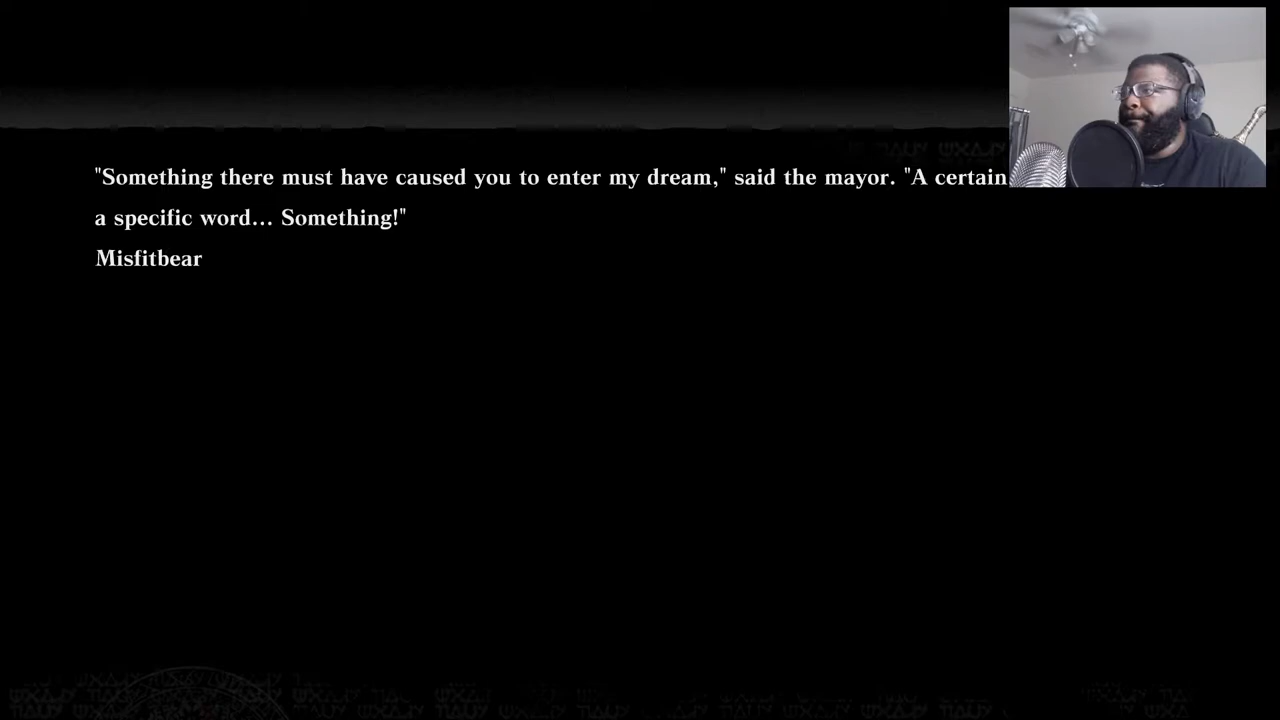 "Something there must have caused you to enter my dream," said the mayor. "A certain
a specific word... Something!"
Misfitbear